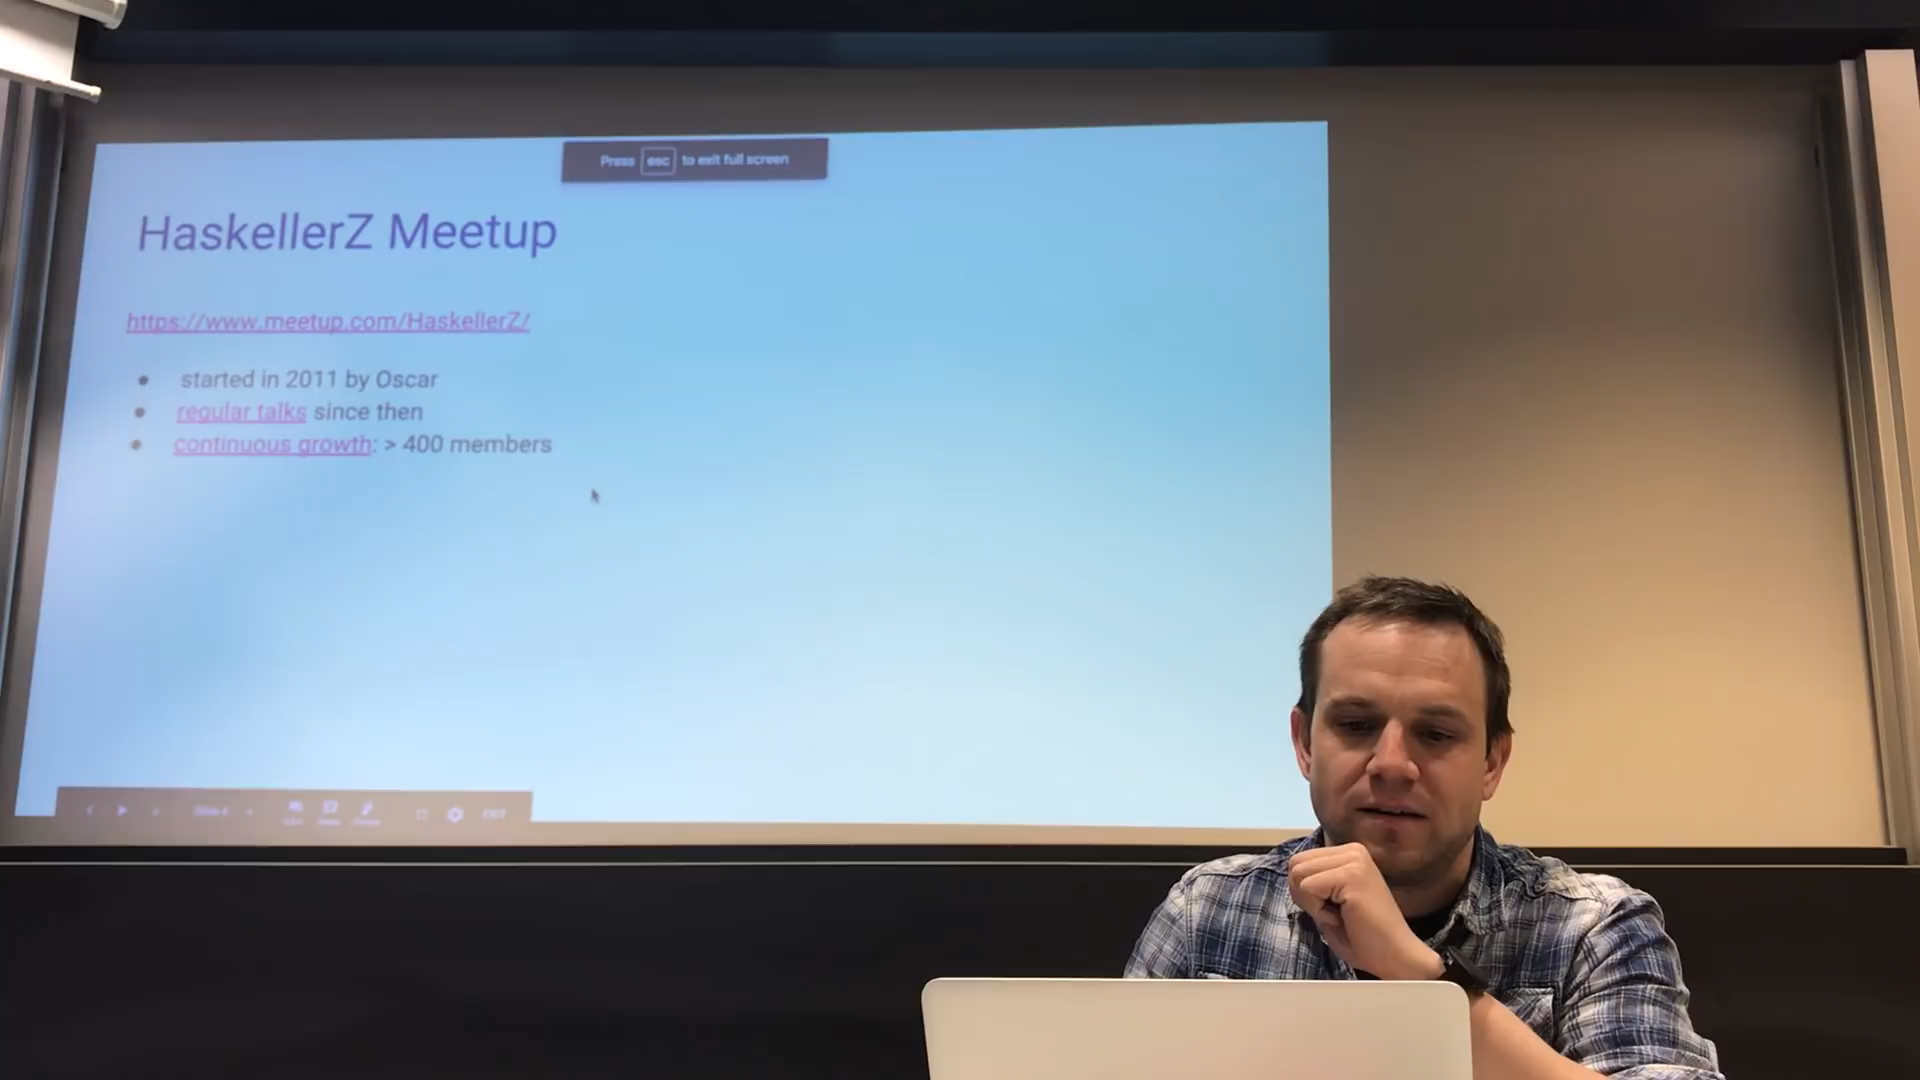 Press esc to exit full screen
HaskellerZ Meetup
https://www.meetup.com/HaskellerZ/
● started in 2011 by Oscar
● regular talks since then
● continuous growth: > 400 members